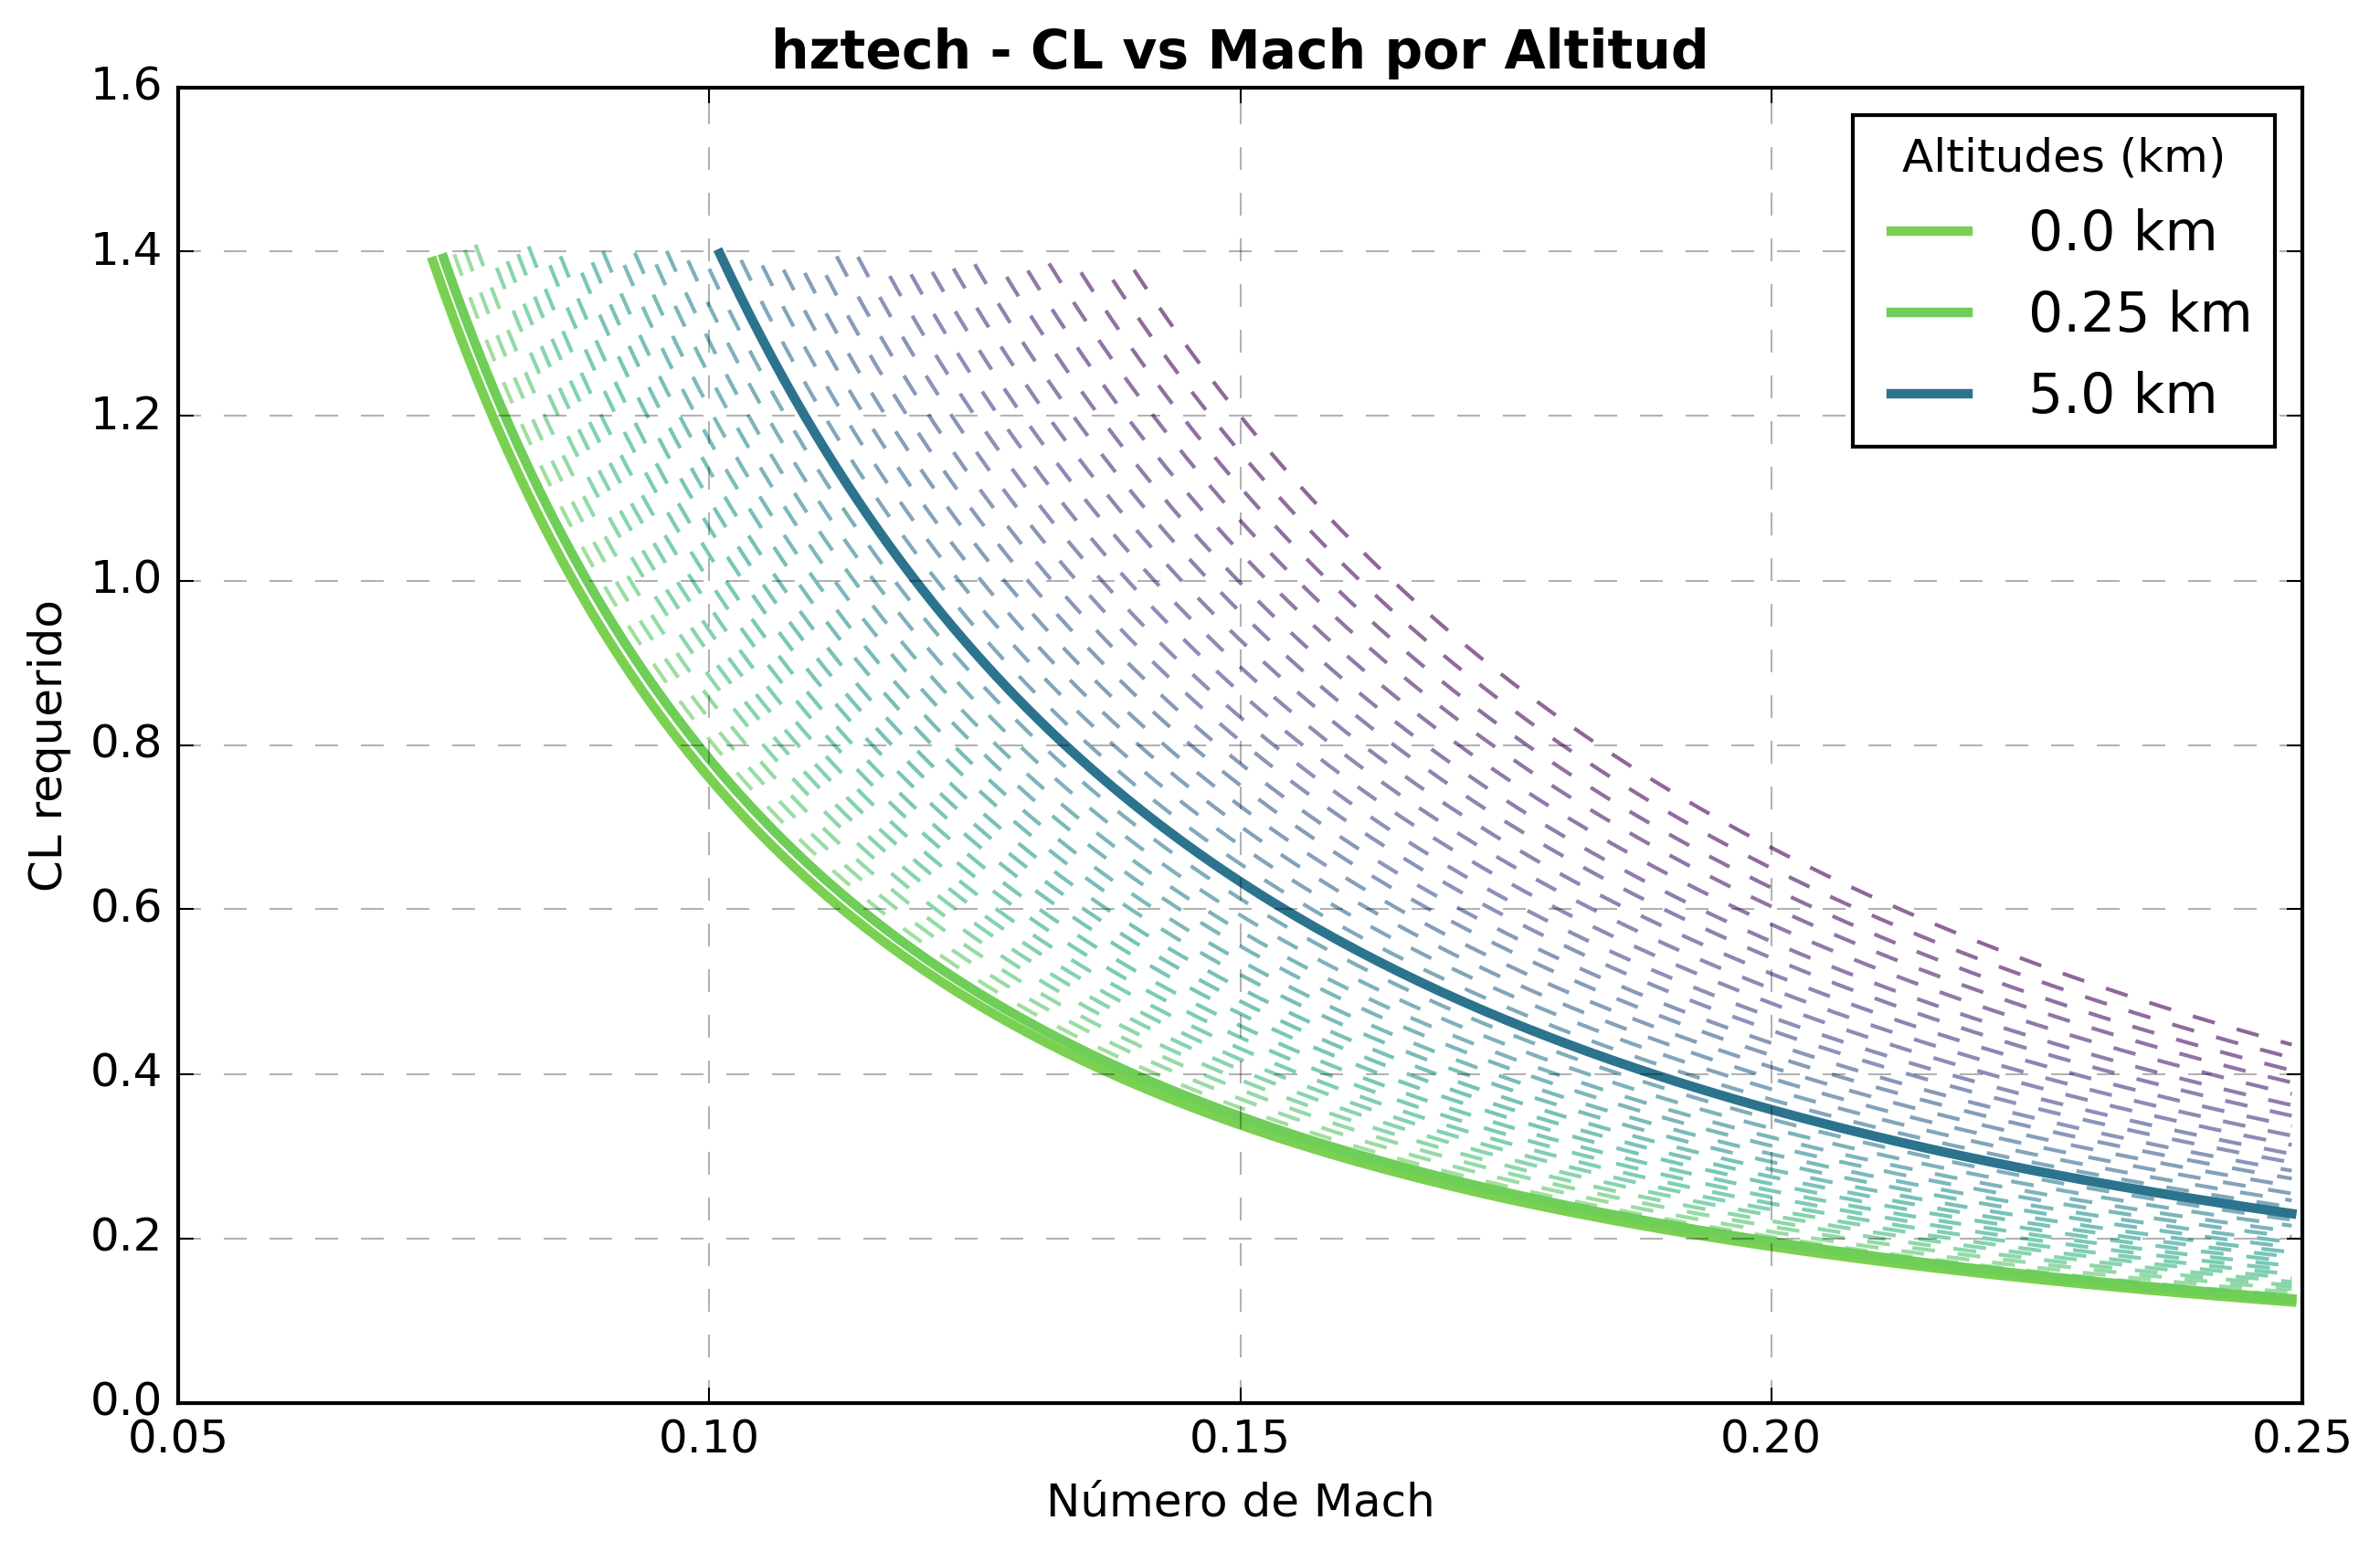 hztech - CL vs Mach por Altitud
1.6
1.4
1.2
1.0
0.8
0.6
0.4
0.2
0.0
CL requerido
Altitudes (km)
0.0 km
0.25 km
5.0 km
0.05 0.10 0.15 0.20 0.25
Número de Mach